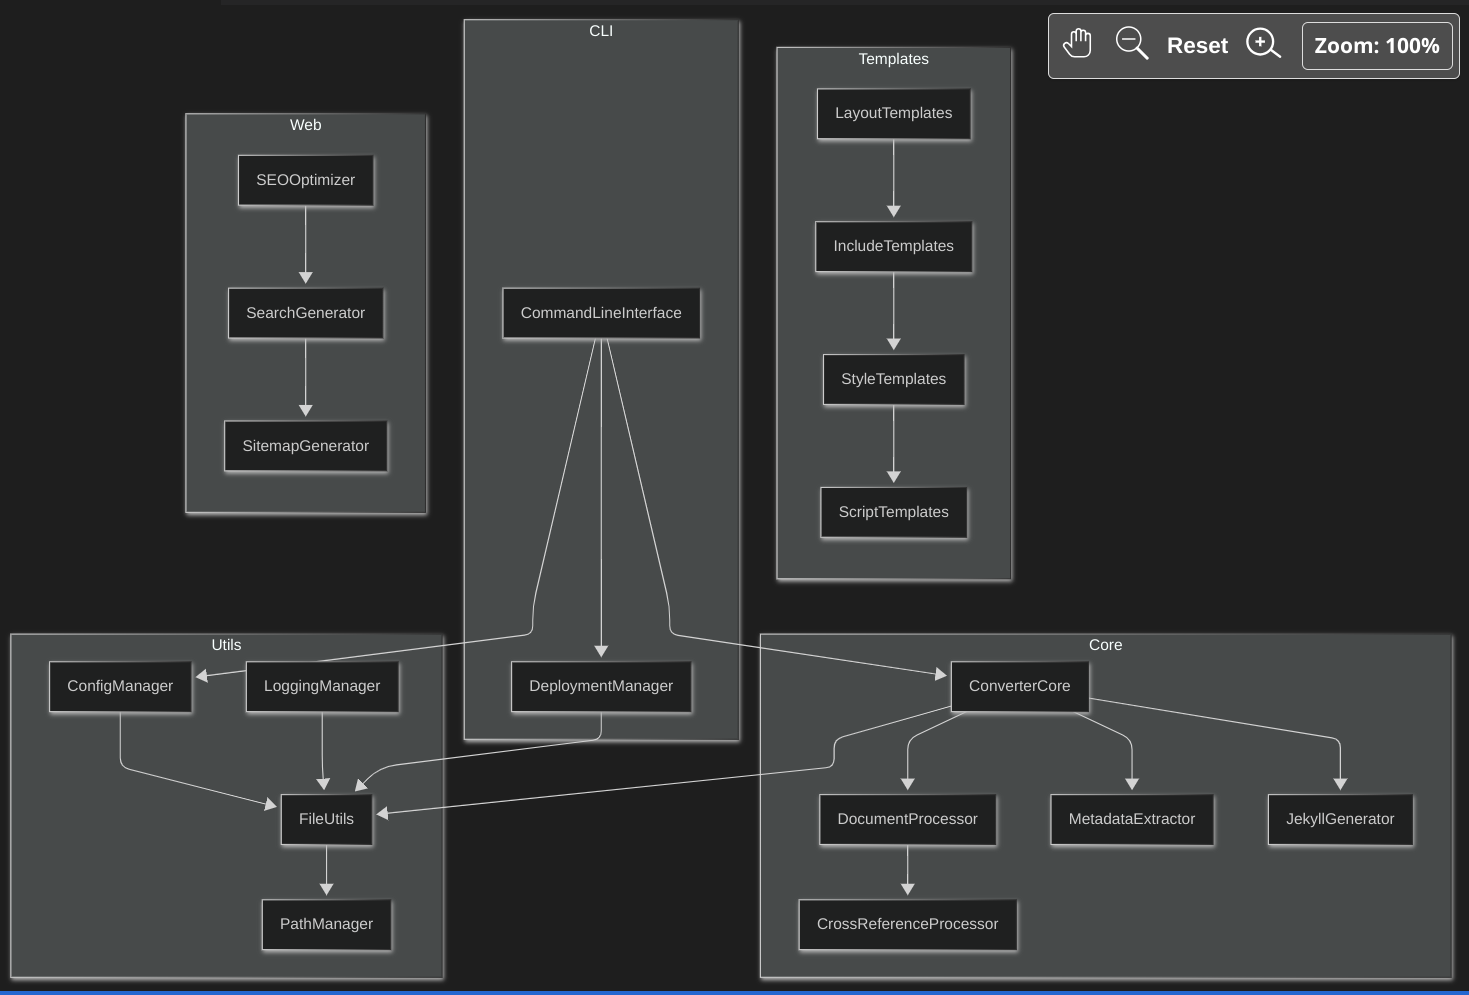 Reset
Zoom: 100%
CLI
CommandLineInterface
DeploymentManager
Templates
LayoutTemplates
IncludeTemplates
StyleTemplates
ScriptTemplates
Web
SEOOptimizer
SearchGenerator
SitemapGenerator
Utils
ConfigManager
LoggingManager
FileUtils
PathManager
Core
ConverterCore
DocumentProcessor
MetadataExtractor
JekyllGenerator
CrossReferenceProcessor